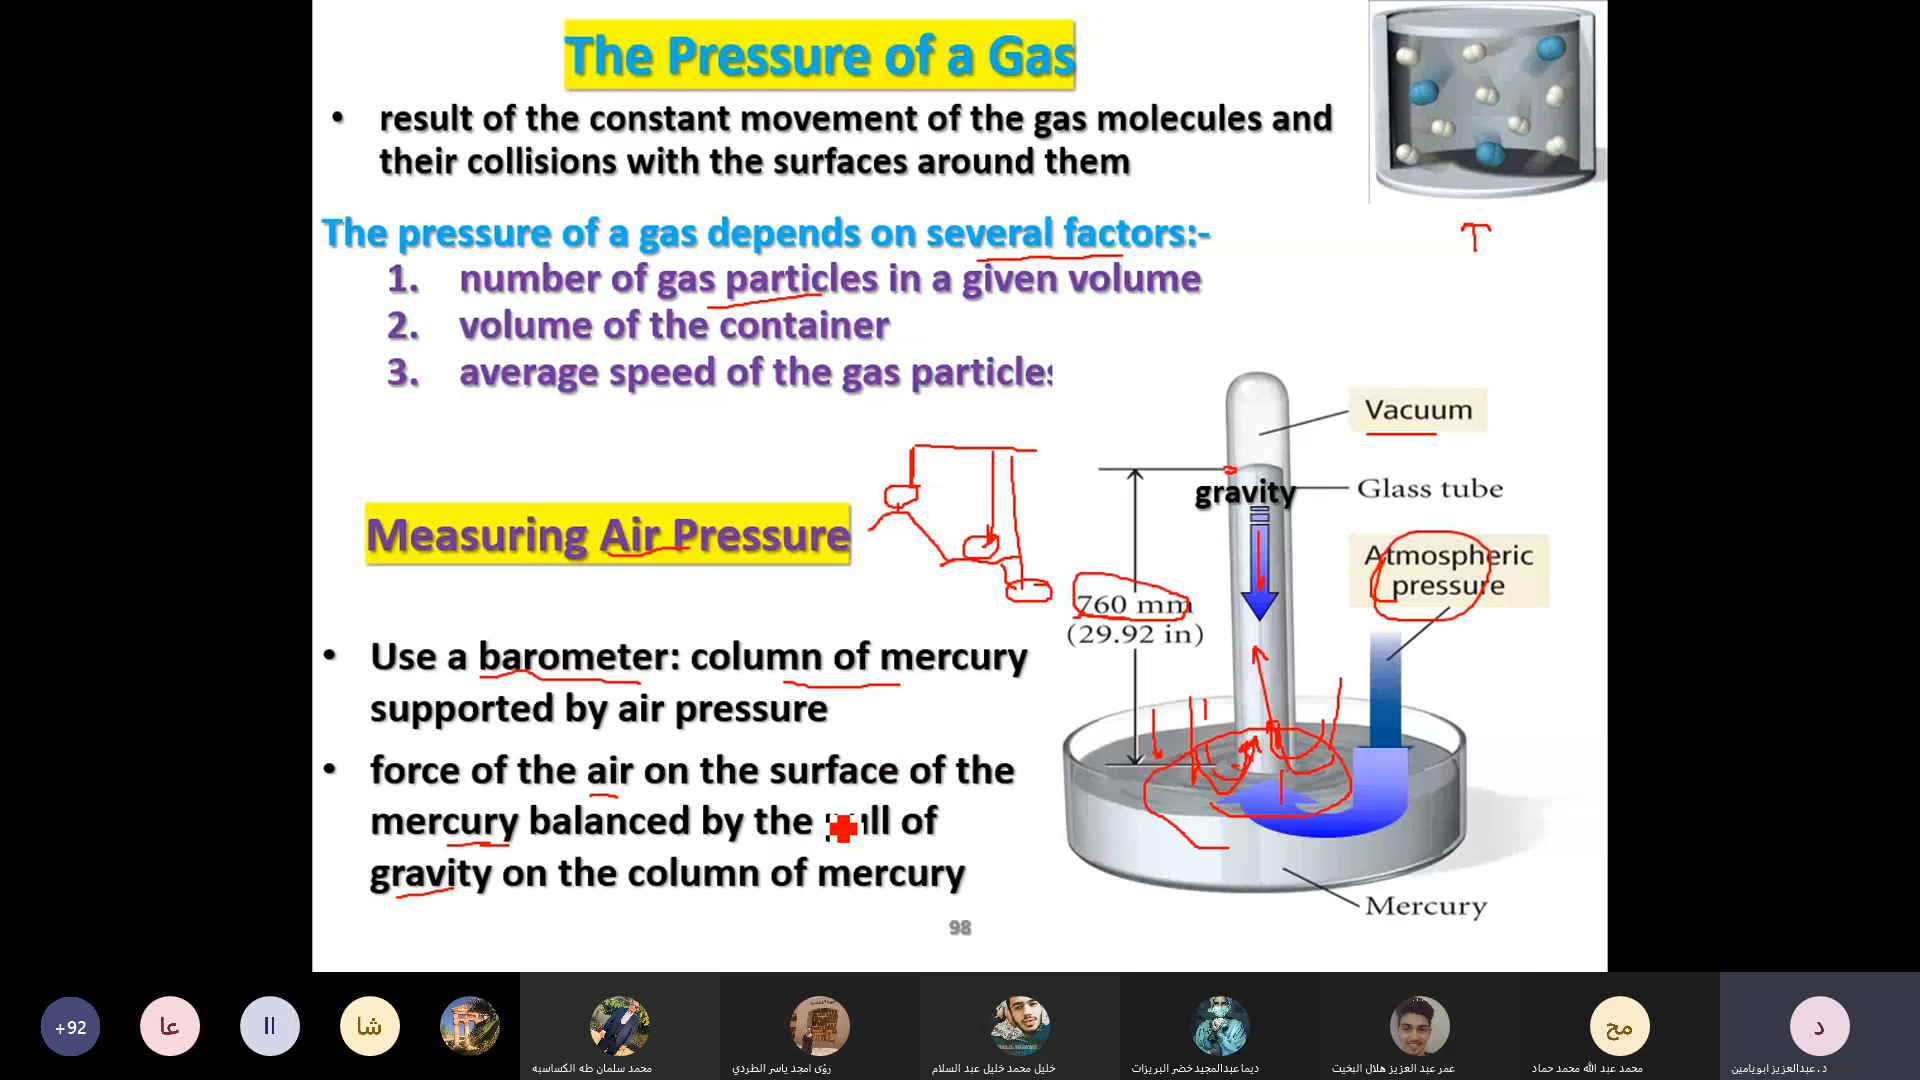 The Pressure of a Gas
• result of the constant movement of the gas molecules and
their collisions with the surfaces around them
T
The pressure of a gas depends on several factors:-
1. number of gas particles in a given volume
2. volume of the container
3. average speed of the gas particles
Vacuum
gravity
Glass tube
Measuring Air Pressure
Atmospheric
pressure
760 mm
(29.92 in)
• Use a barometer: column of mercury
supported by air pressure
• force of the air on the surface of the
mercury balanced by the of
gravity on the column of mercury
Mercury
98
+92
عا
اا
شا
مح
د
محمد سلمان طه الكساسبه
رؤى امجد ياسر الطردي
خليل محمد خليل عبد السلام
ديما عبدالمجيد خضر البريزات
عمر عبد العزيز هلال البخيت
محمد عبد الله محمد حماد
د.عبدالعزيز ابويامين